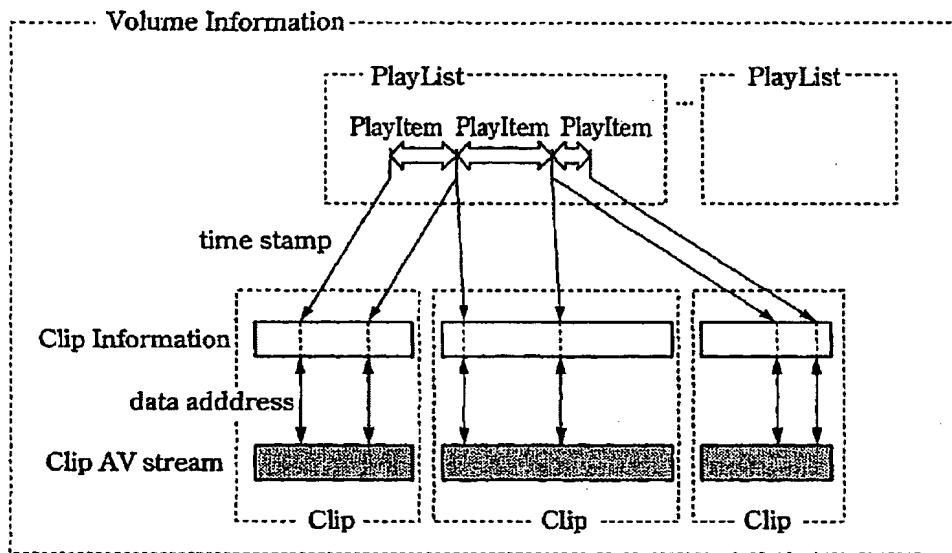 Volume Information
PlayList
PlayList
...
PlayItem PlayItem PlayItem
time stamp
Clip Information
data adddress
Clip AV stream
Clip
Clip
Clip